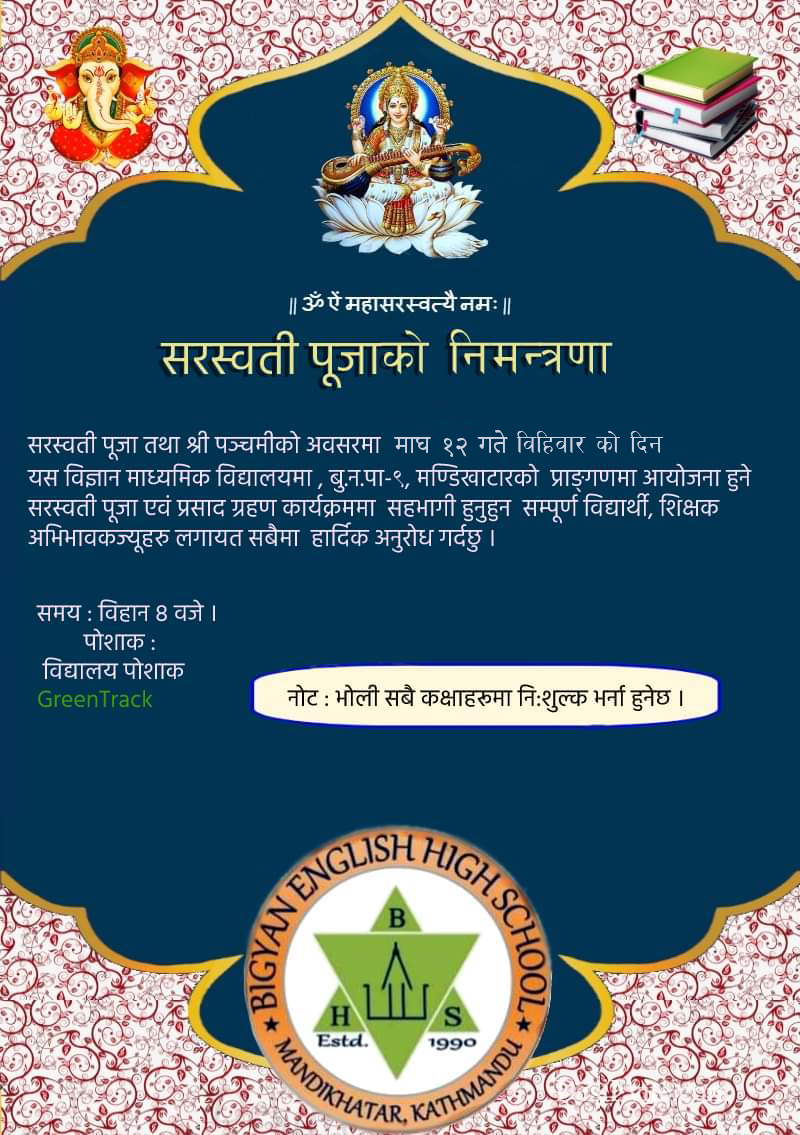 ॥ ॐ ऐं महासरस्वत्यै नमः ॥
सरस्वती पूजाको निमन्त्रणा
सरस्वती पूजा तथा श्री पञ्चमीको अवसरमा माघ १२ गते विहिवार को दिन
यस विज्ञान माध्यमिक विद्यालयमा , बु.न.पा-९, मण्डिखाटारको प्राङ्गणमा आयोजना हुने
सरस्वती पूजा एवं प्रसाद ग्रहण कार्यक्रममा सहभागी हुनुहुन सम्पूर्ण विद्यार्थी, शिक्षक
अभिभावकज्यूहरु लगायत सबैमा हार्दिक अनुरोध गर्दछु ।
समय : विहान 8 वजे ।
पोशाक :
विद्यालय पोशाक
GreenTrack
नोट : भोली सबै कक्षाहरूमा नि:शुल्क भर्ना हुनेछ ।
BIGYAN ENGLISH HIGH SCHOOL
B
H S
Estd. 1990
MANDIKHATAR, KATHMANDU